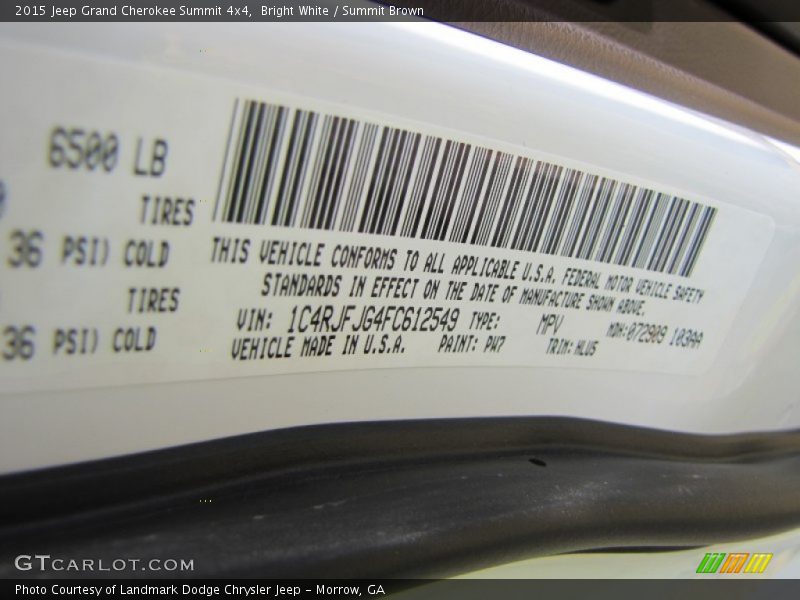 2015 Jeep Grand Cherokee Summit 4x4, Bright White / Summit Brown
6500 LB
TIRES
36 PSI) COLD
TIRES
36 PSI) COLD
THIS VEHICLE CONFORMS TO ALL APPLICABLE U.S.A. FEDERAL MOTOR VEHICLE SAFETY
STANDARDS IN EFFECT ON THE DATE OF MANUFACTURE SHOWN ABOVE.
VIN: 1C4RJFJG4FC612549 TYPE: MPV MDH:072909 103AA
VEHICLE MADE IN U.S.A. PAINT: PW7 TRIM: HLU5
GTCARLOT.COM
Photo Courtesy of Landmark Dodge Chrysler Jeep - Morrow, GA